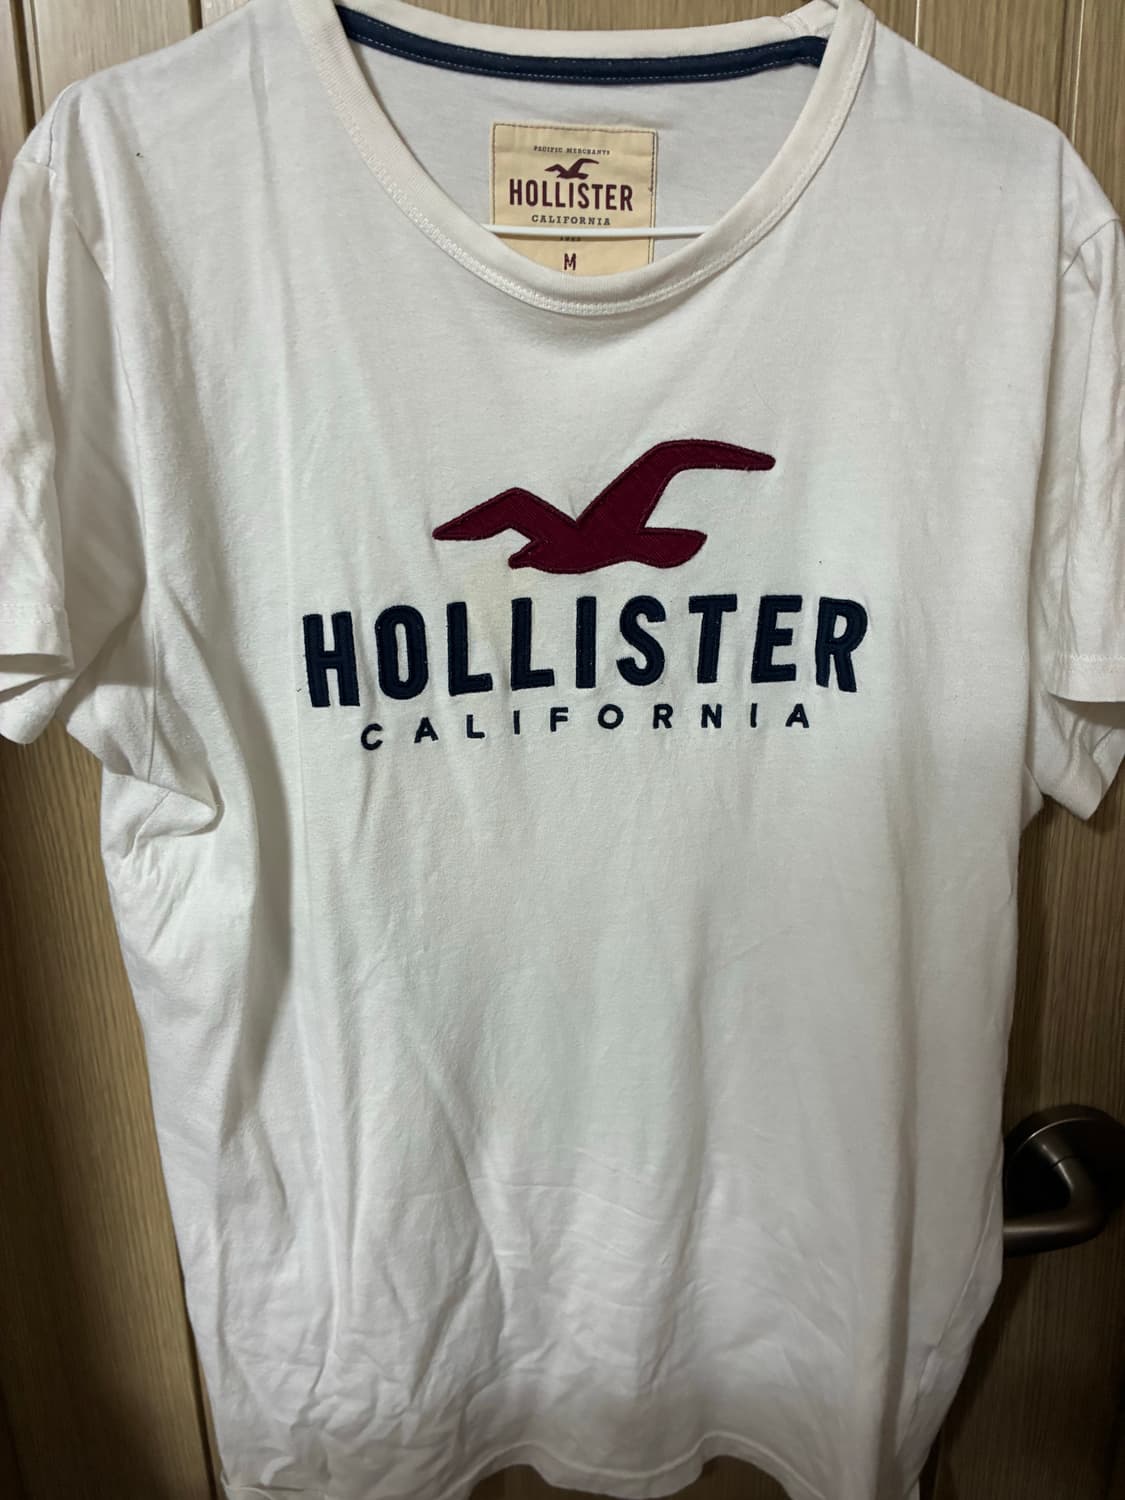 PACIFIC MERCHANTS
HOLLISTER
CALIFORNIA
M
HOLLISTER
CALIFORNIA